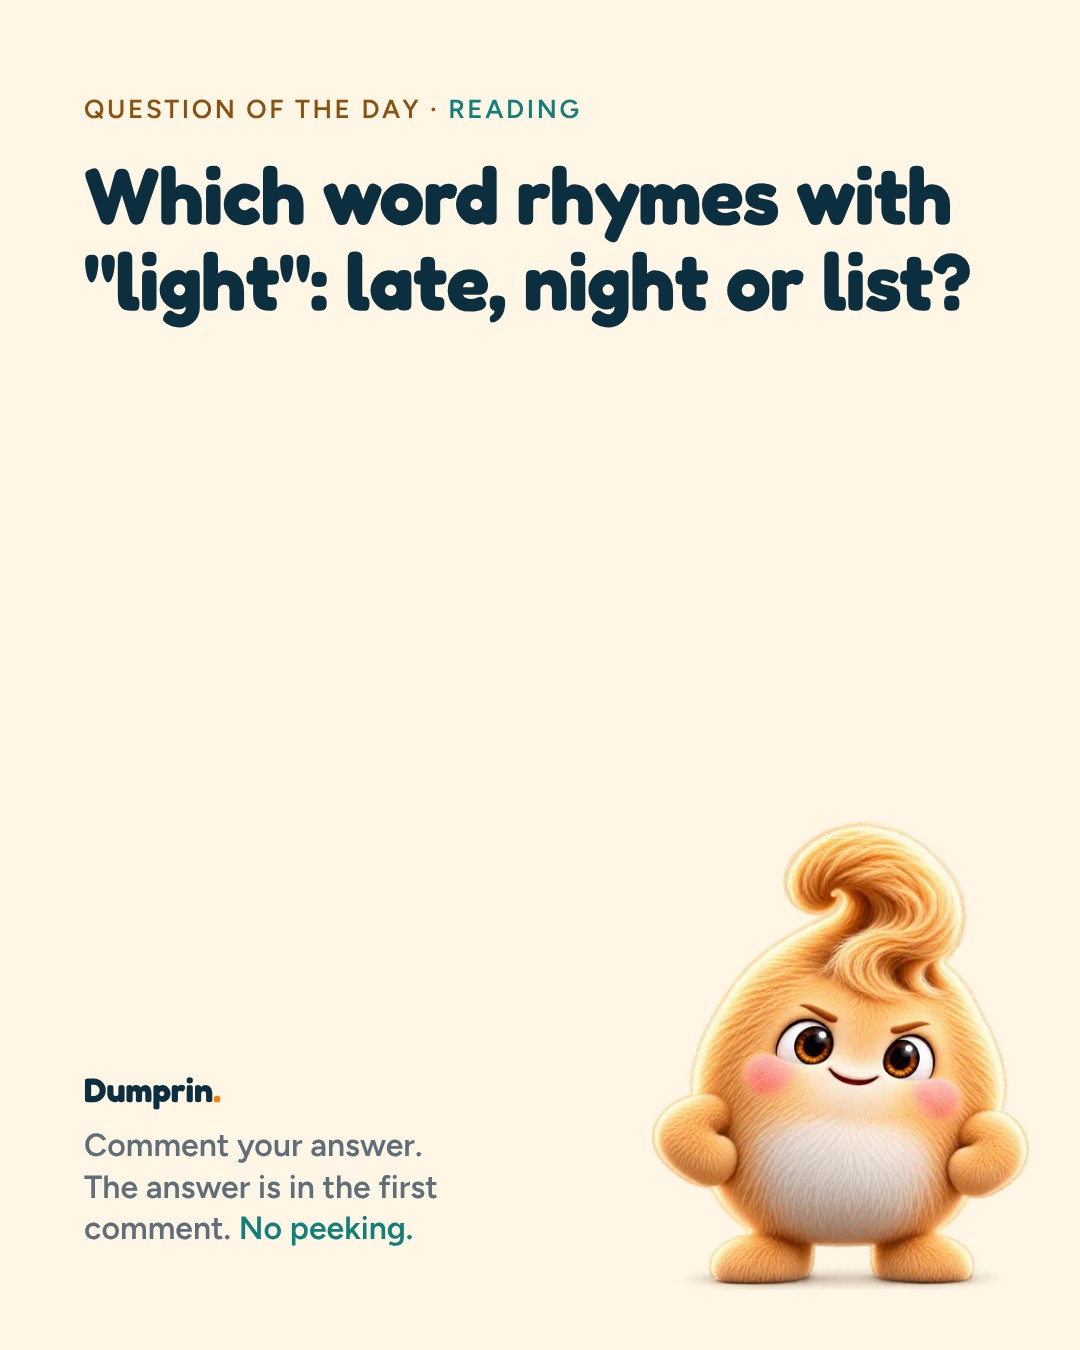 QUESTION OF THE DAY · READING
Which word rhymes with
"light": late, night or list?
Dumprin.
Comment your answer.
The answer is in the first
comment. No peeking.